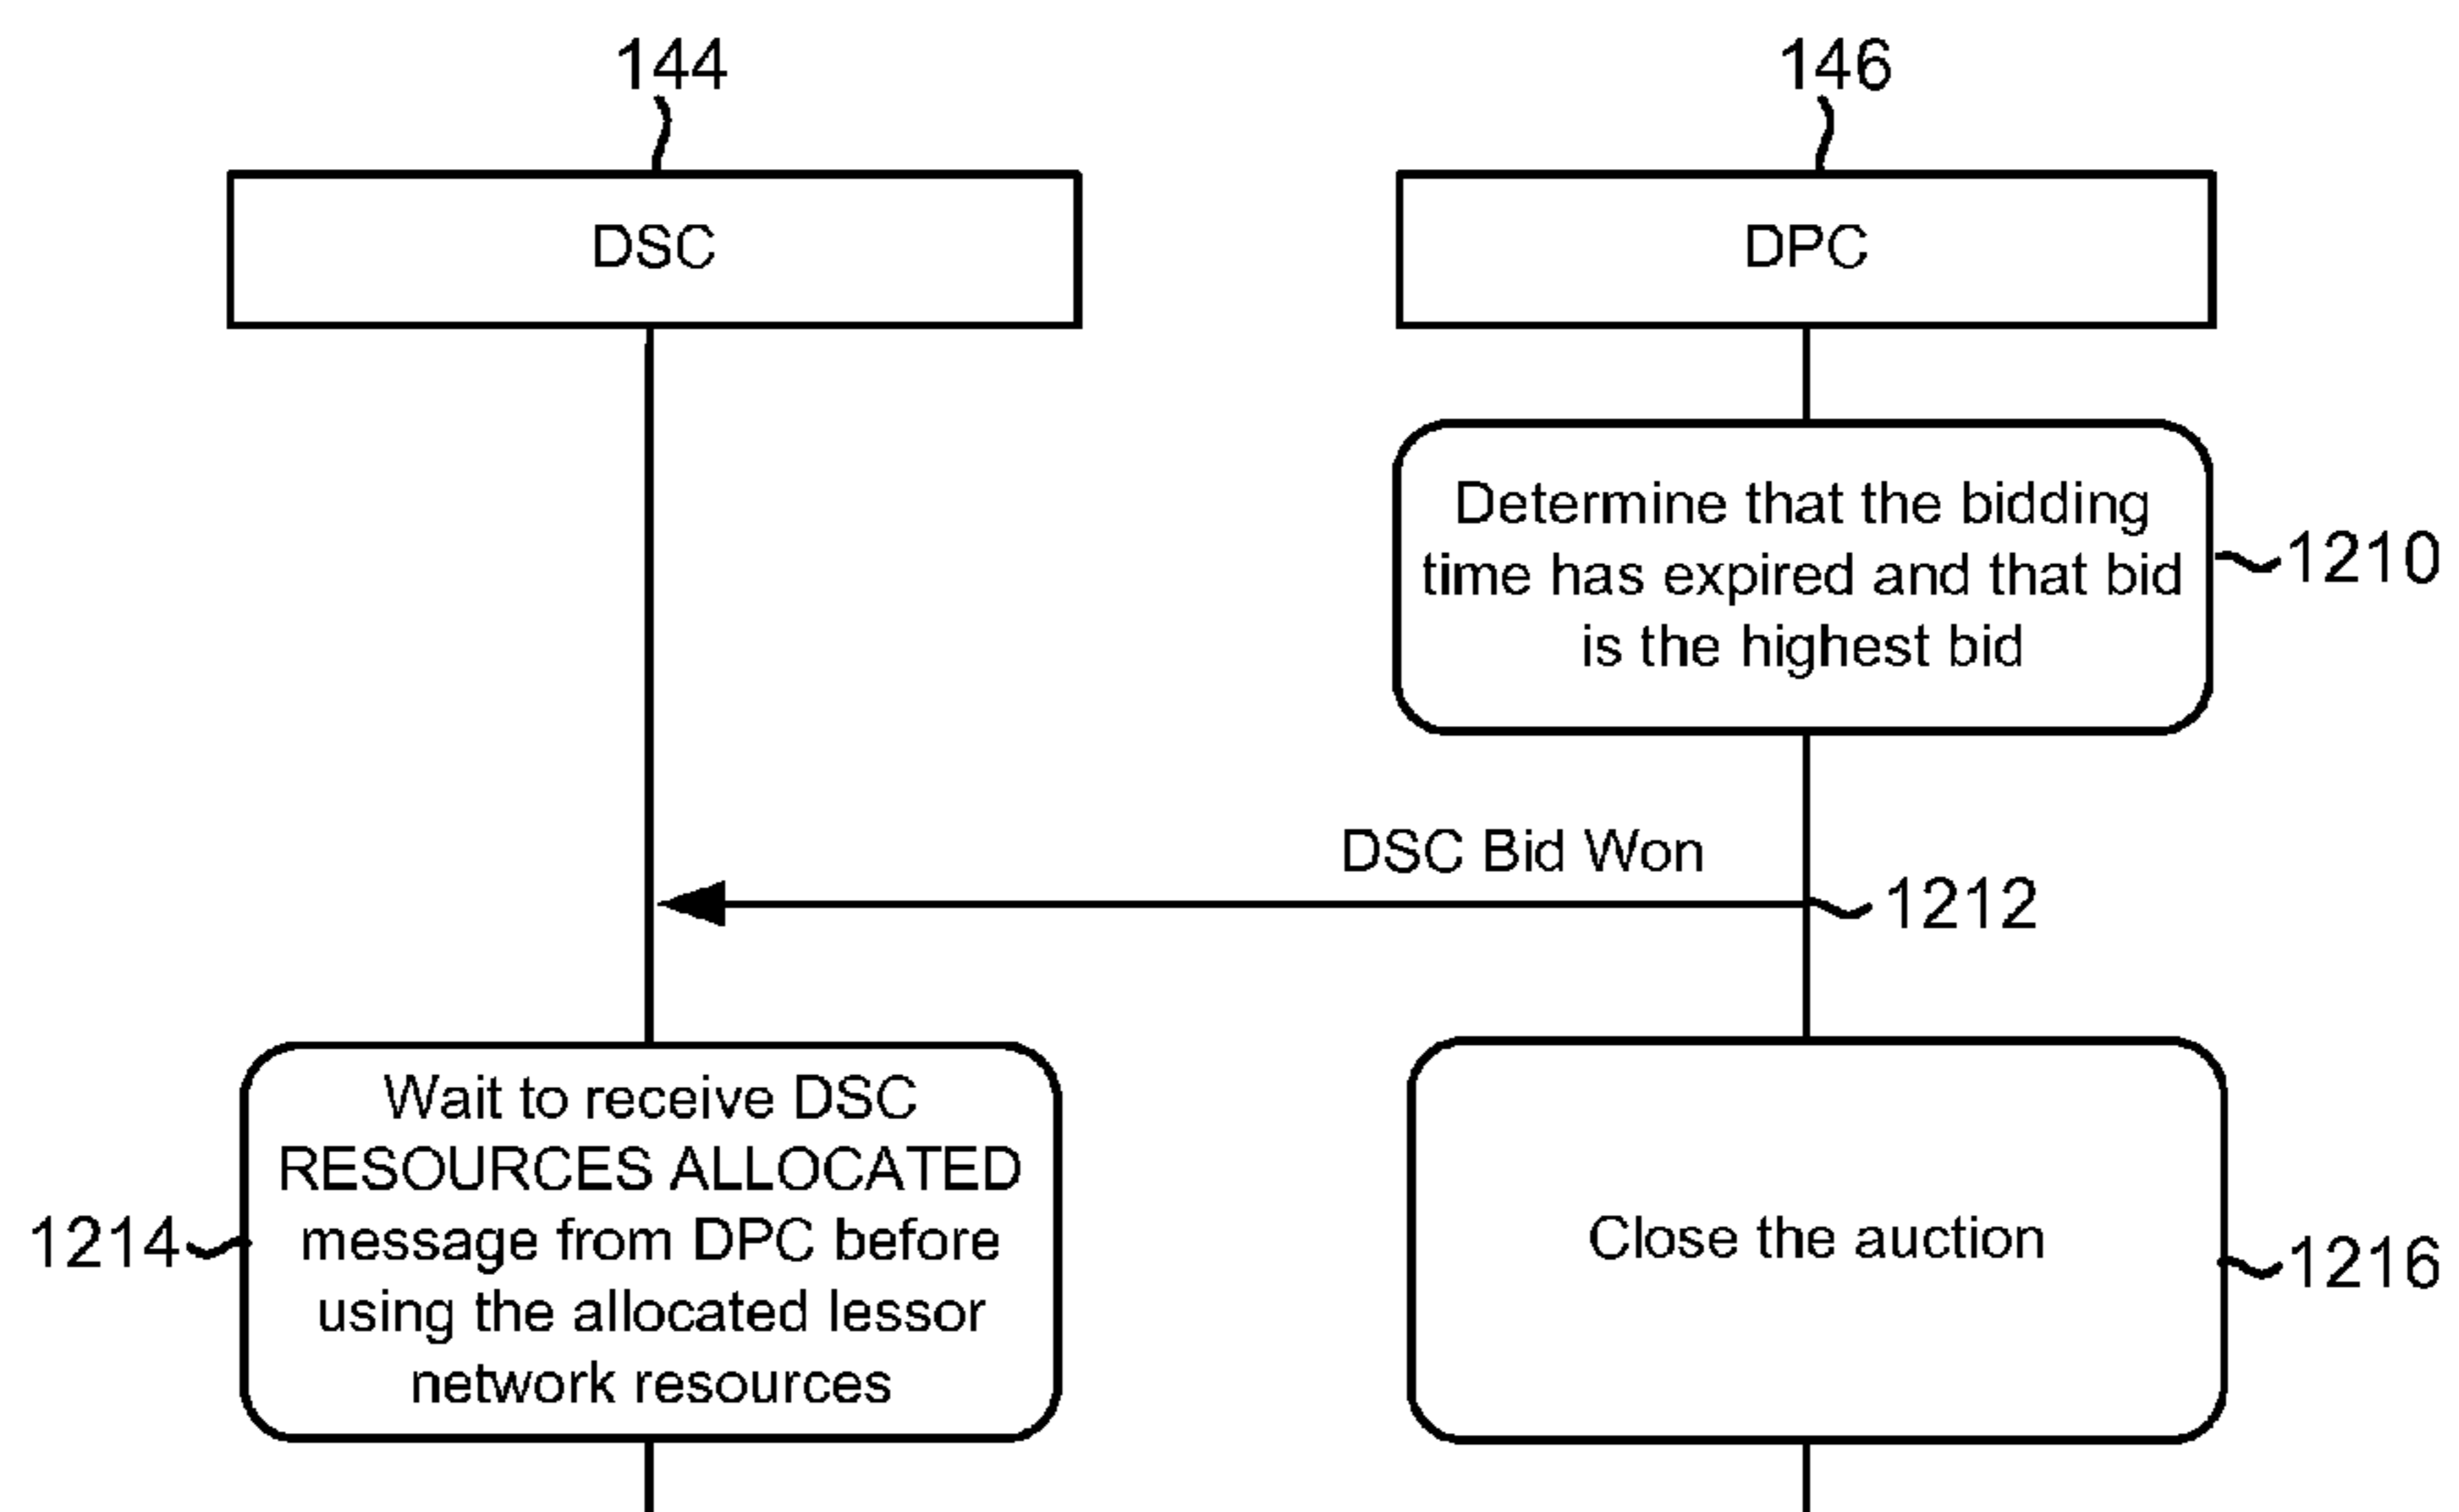 144
146
DSC
DPC
Determine that the bidding
time has expired and that bid
is the highest bid
1210
DSC Bid Won
1212
Wait to receive DSC
RESOURCES ALLOCATED
message from DPC before
using the allocated lessor
network resources
1214
Close the auction
1216